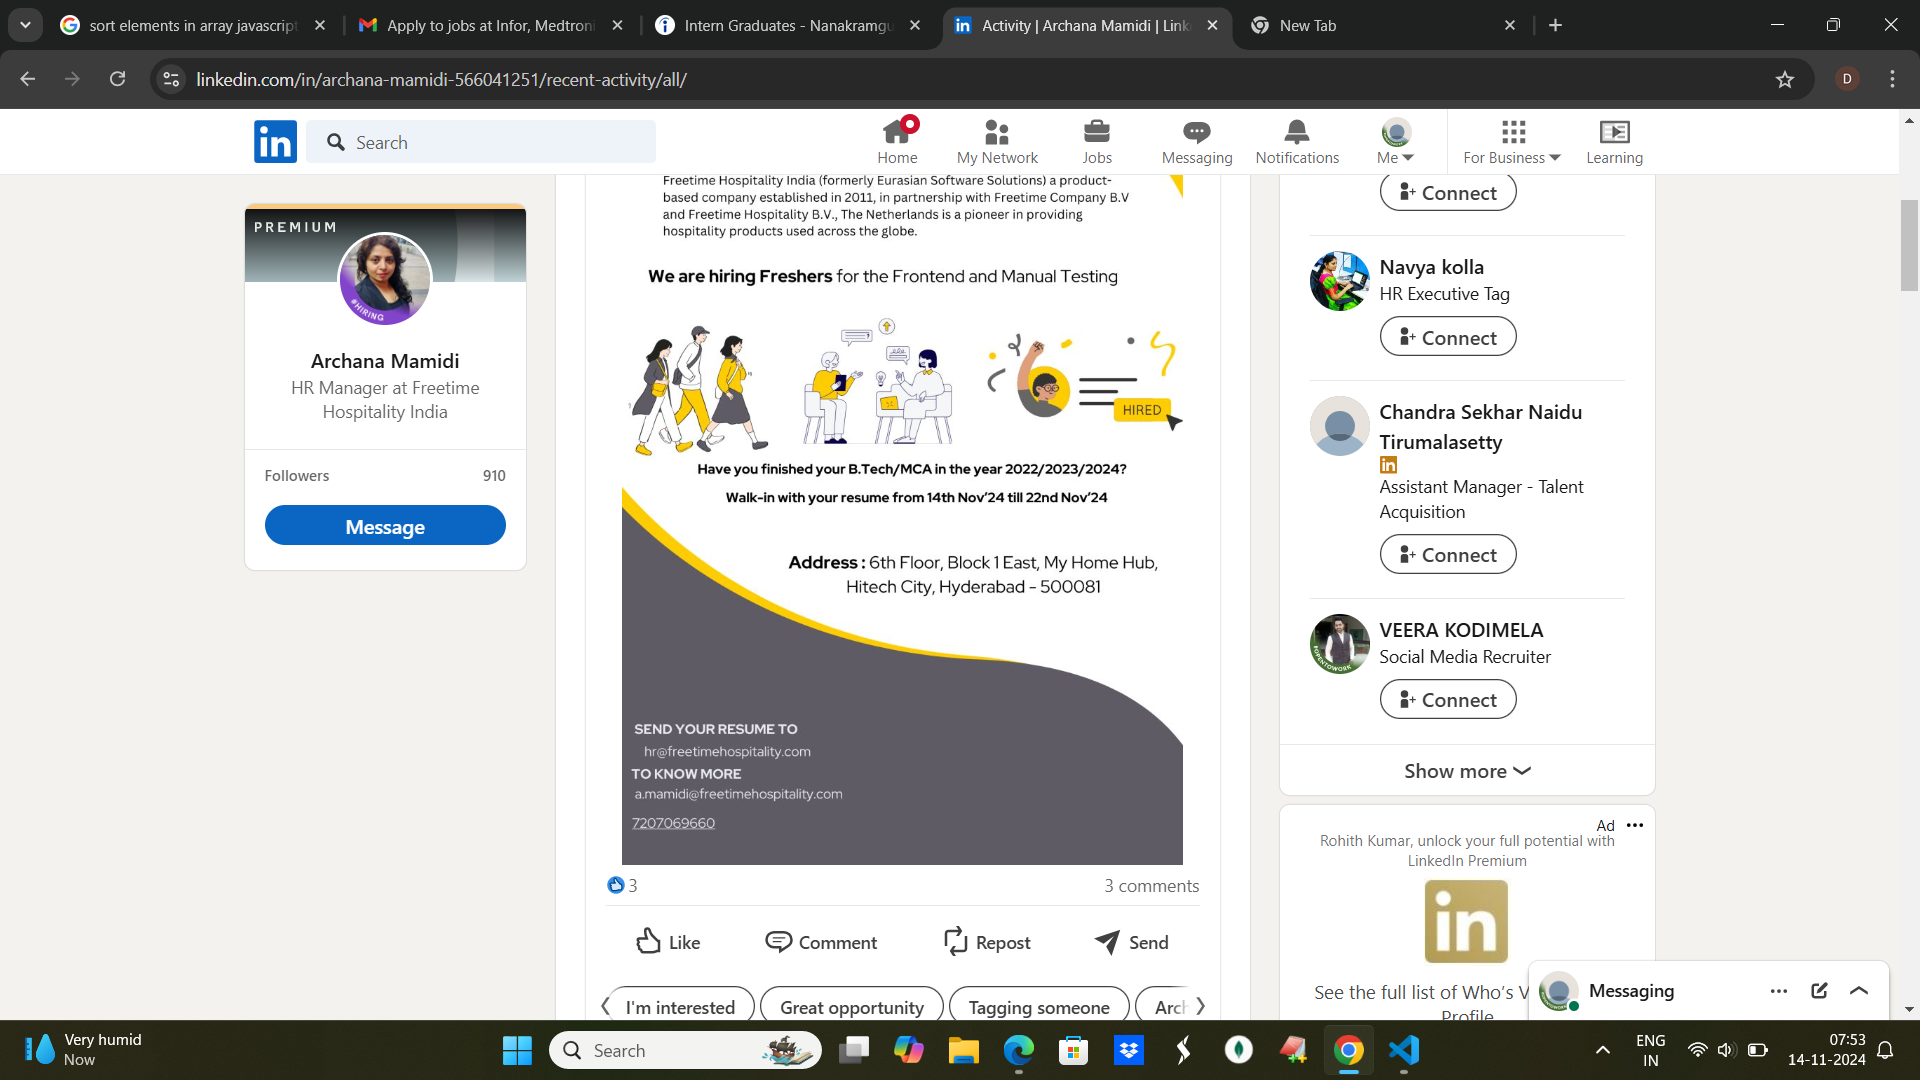 sort elements in array javascript
Apply to jobs at Infor, Medtroni
Intern Graduates - Nanakramgu
Activity | Archana Mamidi | Link
New Tab
linkedin.com/in/archana-mamidi-566041251/recent-activity/all/
D
in
Search
Home
My Network
Jobs
Messaging
Notifications
Me
For Business
Learning
PREMIUM
#HIRING
Archana Mamidi
HR Manager at Freetime
Hospitality India
Followers 910
Message
Freetime Hospitality India (formerly Eurasian Software Solutions) a product-
based company established in 2011, in partnership with Freetime Company B.V
and Freetime Hospitality B.V., The Netherlands is a pioneer in providing
hospitality products used across the globe.
We are hiring Freshers for the Frontend and Manual Testing
HIRED
Have you finished your B.Tech/MCA in the year 2022/2023/2024?
Walk-in with your resume from 14th Nov’24 till 22nd Nov’24
Address : 6th Floor, Block 1 East, My Home Hub,
Hitech City, Hyderabad - 500081
SEND YOUR RESUME TO
hr@freetimehospitality.com
TO KNOW MORE
a.mamidi@freetimehospitality.com
7207069660
3
3 comments
Like
Comment
Repost
Send
I'm interested
Great opportunity
Tagging someone
Arch
Connect
Navya kolla
HR Executive Tag
Connect
Chandra Sekhar Naidu
Tirumalasetty
in
Assistant Manager - Talent
Acquisition
Connect
VEERA KODIMELA
Social Media Recruiter
#OPENTOWORK
Connect
Show more
Ad
Rohith Kumar, unlock your full potential with
LinkedIn Premium
in
See the full list of Who’s V
Profile
Messaging
Very humid
Now
Search
ENG
IN
07:53
14-11-2024